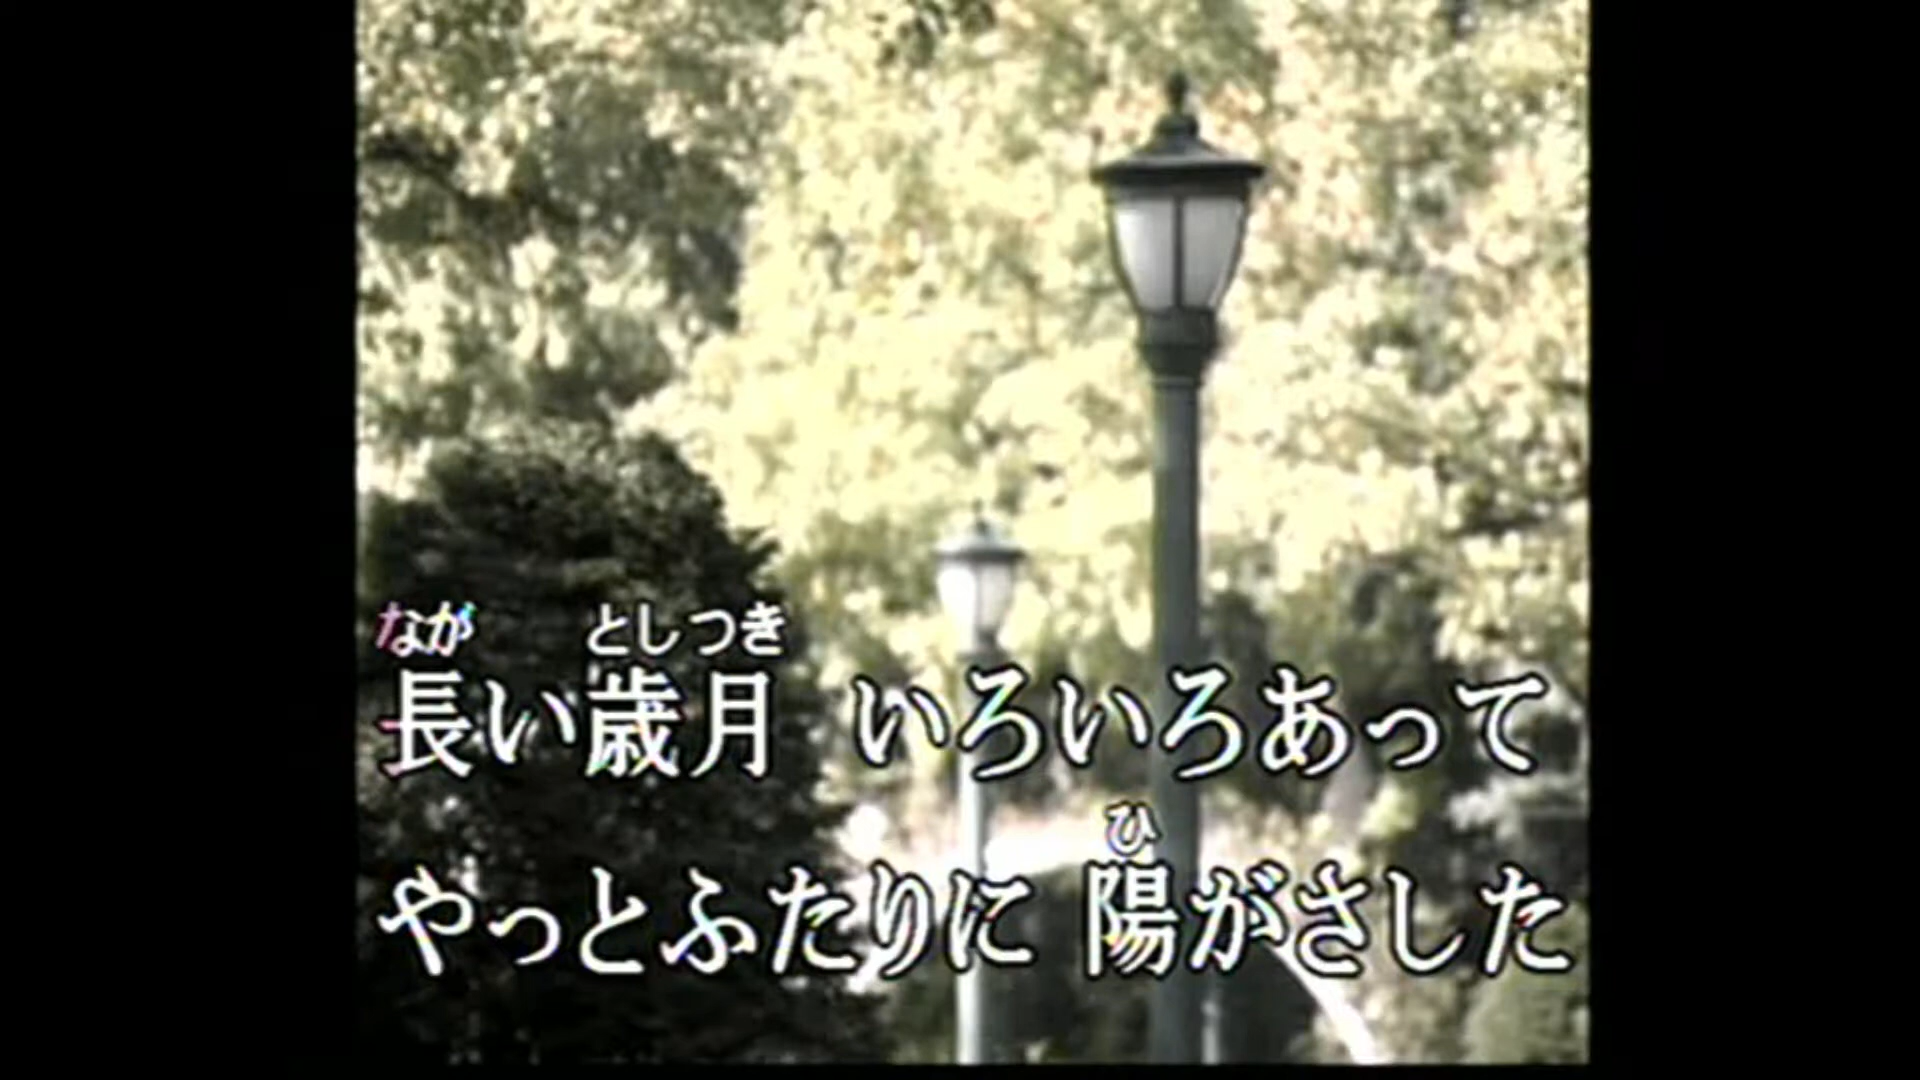 なが としつき
長い歳月 いろいろあって
ひ
やっとふたりに 陽がさした